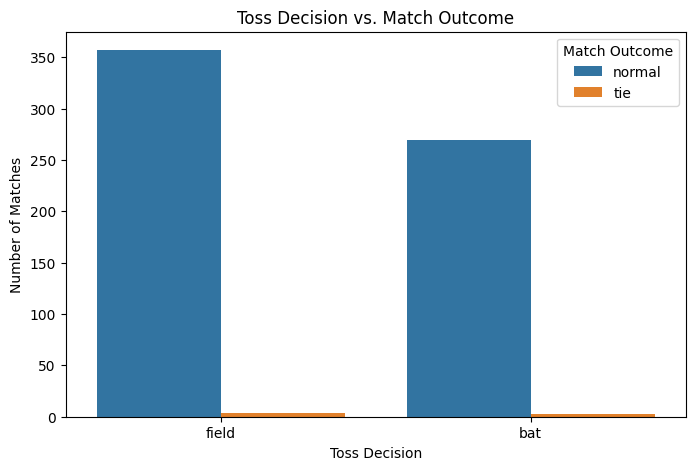 Toss Decision vs. Match Outcome
Match Outcome
normal
tie
Number of Matches
350
300
250
200
150
100
50
0
field
bat
Toss Decision